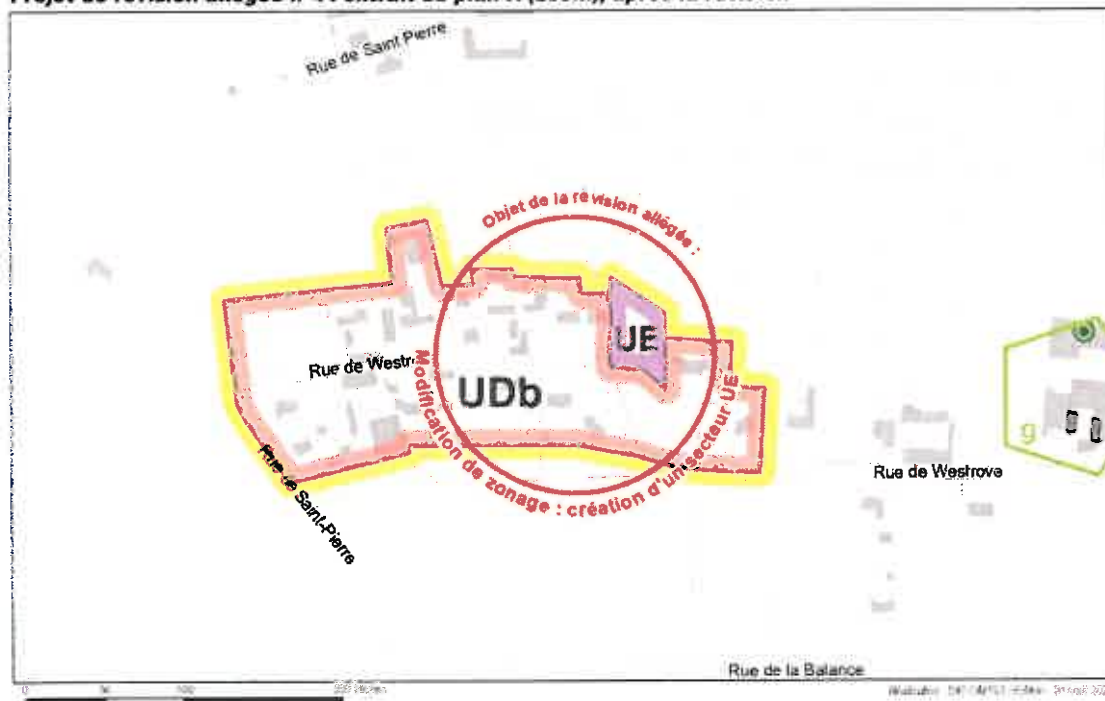 Rue de Saint Pierre
Objet de la révision allégée :
UE
Rue de Westr
UDb
Modification de zonage : création d'un secteur UE
g
Rue de Westrove
Rue de Saint-Pierre
Rue de la Balance
0